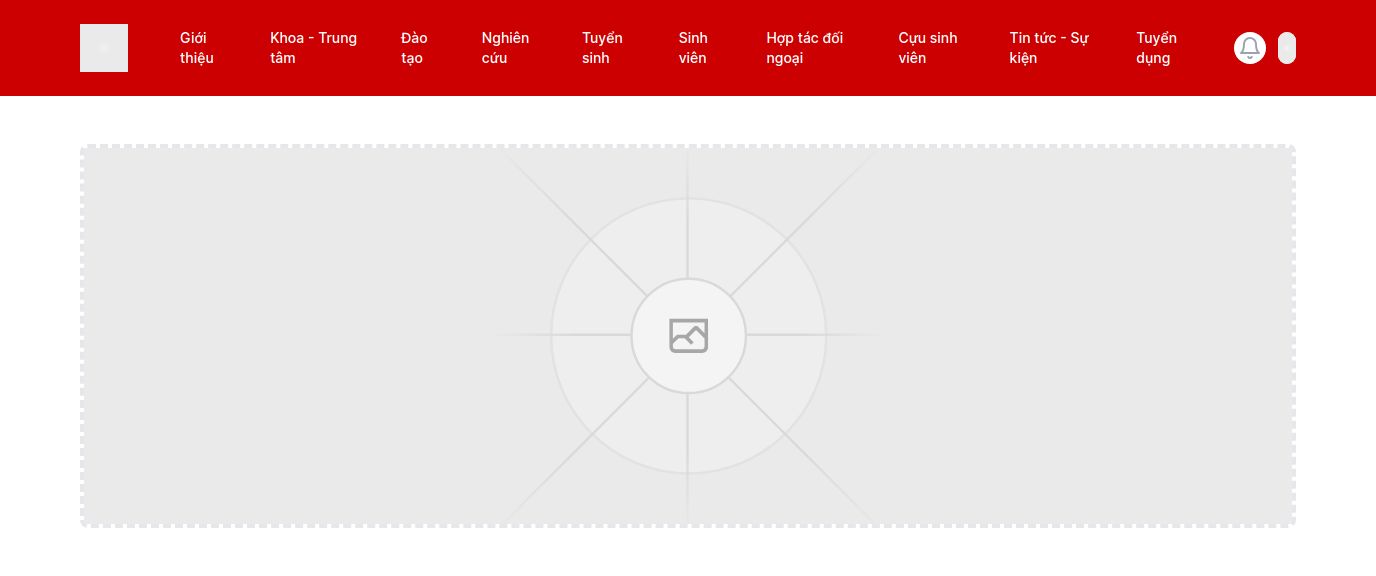 Giới thiệu
Khoa - Trung tâm
Đào tạo
Nghiên cứu
Tuyển sinh
Sinh viên
Hợp tác đối ngoại
Cựu sinh viên
Tin tức - Sự kiện
Tuyển dụng